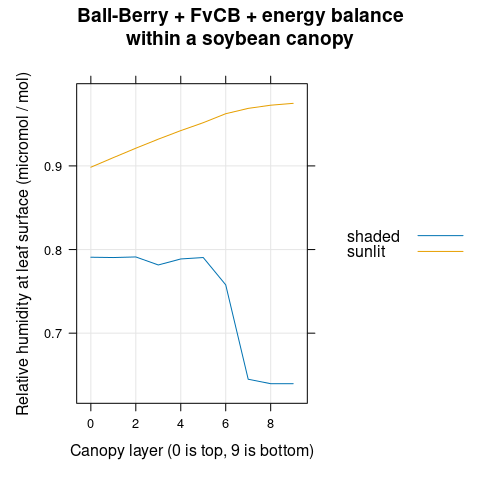 Ball-Berry + FvCB + energy balance
within a soybean canopy
Relative humidity at leaf surface (micromol / mol)
0.9
0.8
0.7
0
2
4
6
8
Canopy layer (0 is top, 9 is bottom)
shaded
sunlit